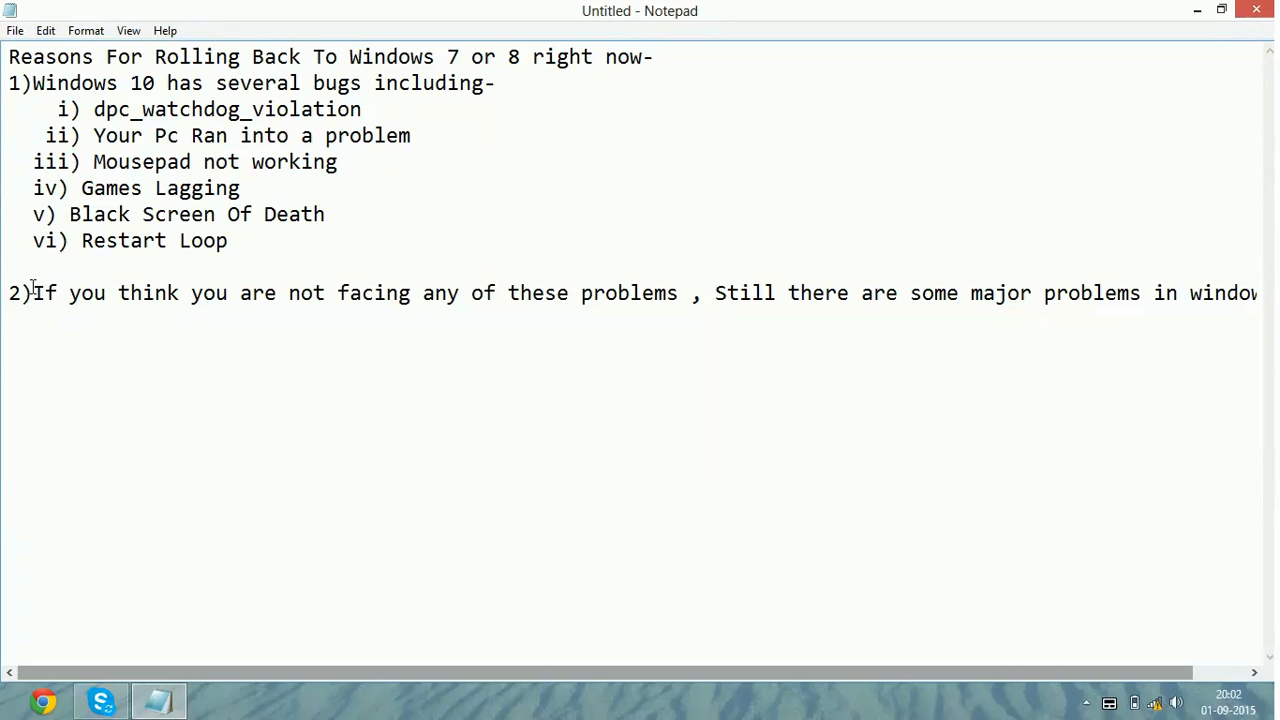 Untitled - Notepad
File Edit Format View Help
Reasons For Rolling Back To Windows 7 or 8 right now-
1)Windows 10 has several bugs including-
i) dpc_watchdog_violation
ii) Your Pc Ran into a problem
iii) Mousepad not working
iv) Games Lagging
v) Black Screen Of Death
vi) Restart Loop
2)If you think you are not facing any of these problems , Still there are some major problems in window
20:02
01-09-2015